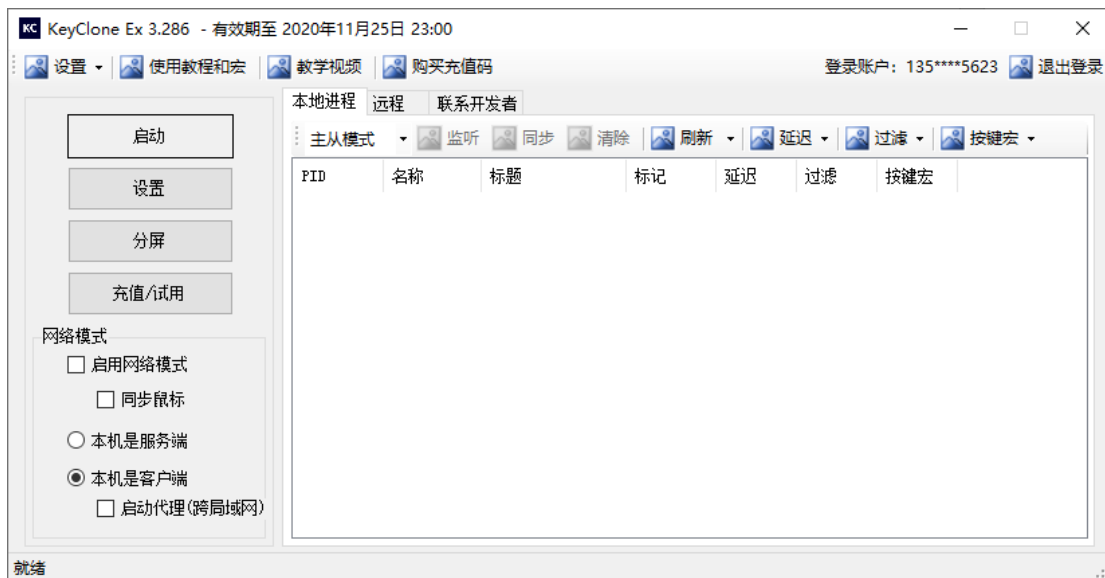 KC KeyClone Ex 3.286 - 有效期至 2020年11月25日 23:00
设置 使用教程和宏 教学视频 购买充值码 登录账户：135****5623 退出登录
本地进程 远程 联系开发者
启动
主从模式 监听 同步 清除 刷新 延迟 过滤 按键宏
PID 名称 标题 标记 延迟 过滤 按键宏
设置
分屏
充值/试用
网络模式
启用网络模式
同步鼠标
本机是服务端
本机是客户端
启动代理(跨局域网)
就绪